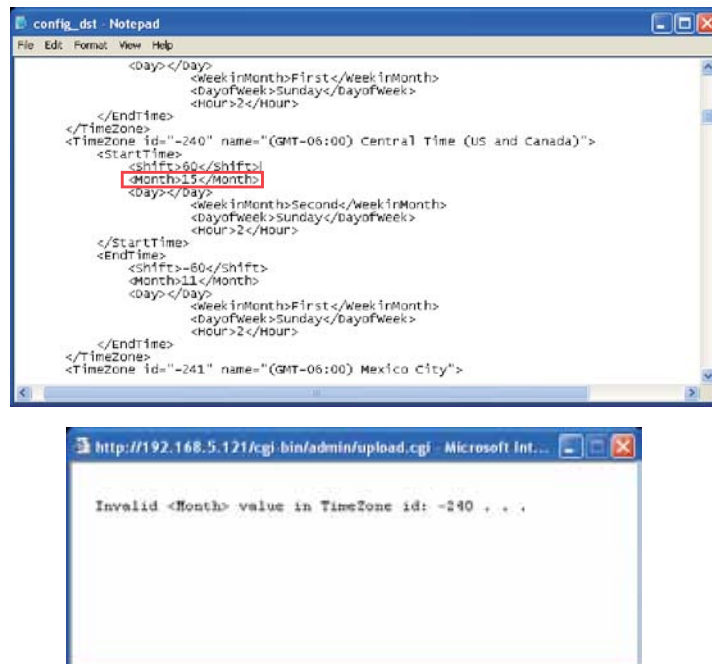 config_dst - Notepad
File Edit Format View Help
<Day></Day>
<WeekinMonth>First</WeekinMonth>
<DayofWeek>Sunday</DayofWeek>
<Hour>2</Hour>
</EndTime>
</TimeZone>
<TimeZone id="-240" name="(GMT-06:00) Central Time (US and Canada)">
<StartTime>
<Shift>60</Shift>
<Month>15</Month>
<Day></Day>
<WeekinMonth>Second</WeekinMonth>
<DayofWeek>Sunday</DayofWeek>
<Hour>2</Hour>
</StartTime>
<EndTime>
<Shift>-60</Shift>
<Month>11</Month>
<Day></Day>
<WeekinMonth>First</WeekinMonth>
<DayofWeek>Sunday</DayofWeek>
<Hour>2</Hour>
</EndTime>
</TimeZone>
<TimeZone id="-241" name="(GMT-06:00) Mexico City">
http://192.168.5.121/cgi-bin/admin/upload.cgi - Microsoft Int...
Invalid <Month> value in TimeZone id: -240 . . .